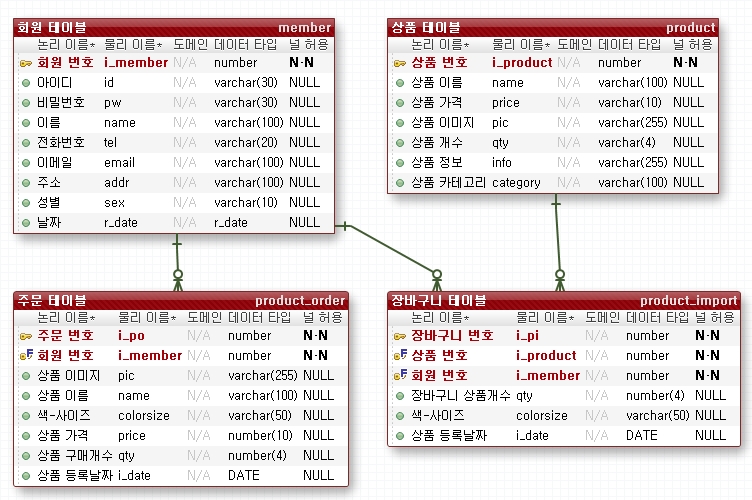 회원 테이블 member
논리 이름* 물리 이름* 도메인 데이터 타입 널 허용
회원 번호 i_member N/A number N-N
아이디 id N/A varchar(30) NULL
비밀번호 pw N/A varchar(30) NULL
이름 name N/A varchar(100) NULL
전화번호 tel N/A varchar(20) NULL
이메일 email N/A varchar(100) NULL
주소 addr N/A varchar(100) NULL
성별 sex N/A varchar(10) NULL
날짜 r_date N/A r_date NULL
상품 테이블 product
논리 이름* 물리 이름* 도메인 데이터 타입 널 허용
상품 번호 i_product N/A number N-N
상품 이름 name N/A varchar(100) NULL
상품 가격 price N/A varchar(10) NULL
상품 이미지 pic N/A varchar(255) NULL
상품 개수 qty N/A varchar(4) NULL
상품 정보 info N/A varchar(255) NULL
상품 카테고리 category N/A varchar(100) NULL
주문 테이블 product_order
논리 이름* 물리 이름* 도메인 데이터 타입 널 허용
주문 번호 i_po N/A number N-N
회원 번호 i_member N/A number N-N
상품 이미지 pic N/A varchar(255) NULL
상품 이름 name N/A varchar(100) NULL
색-사이즈 colorsize N/A varchar(50) NULL
상품 가격 price N/A number(10) NULL
상품 구매개수 qty N/A number(4) NULL
상품 등록날짜 i_date N/A DATE NULL
장바구니 테이블 product_import
논리 이름* 물리 이름* 도메인 데이터 타입 널 허용
장바구니 번호 i_pi N/A number N-N
상품 번호 i_product N/A number N-N
회원 번호 i_member N/A number N-N
장바구니 상품개수 qty N/A number(4) NULL
색-사이즈 colorsize N/A varchar(50) NULL
상품 등록날짜 i_date N/A DATE NULL